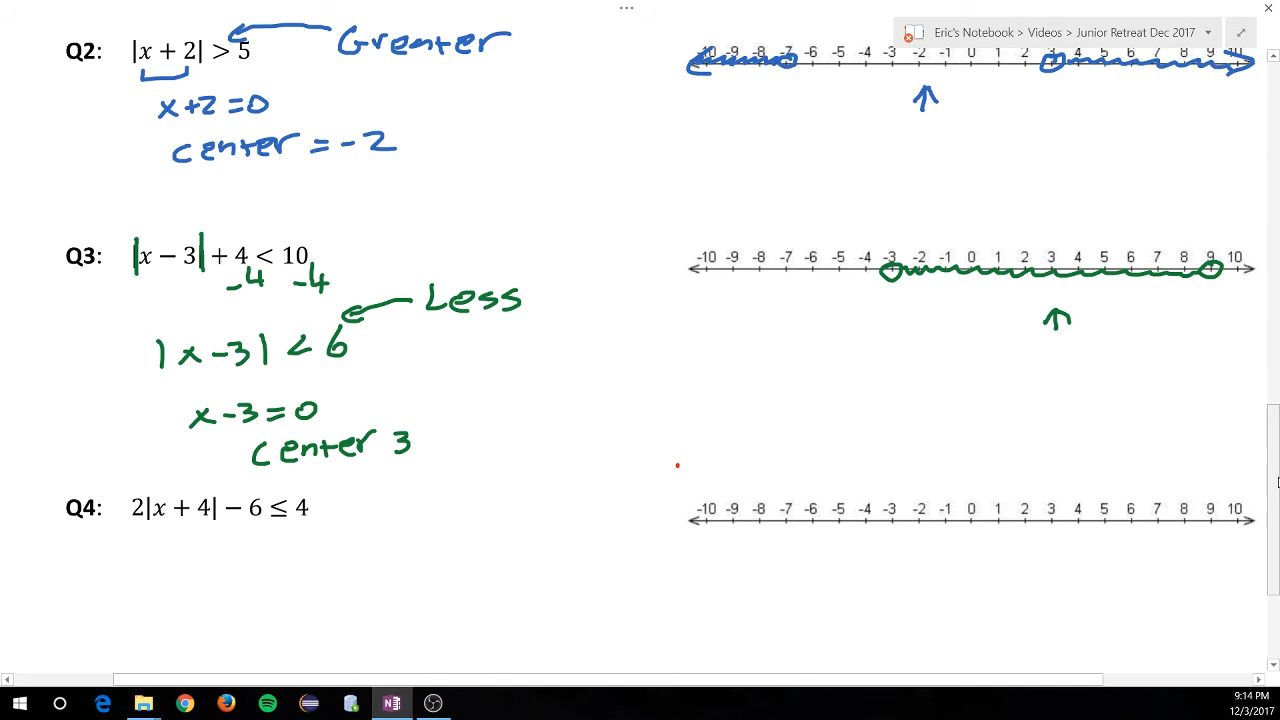 Eric's Notebook > Videos > Junior Retreat Dec 2017
Q2: |x + 2| > 5
Greater
-10 -9 -8 -7 -6 -5 -4 -3 -2 -1 0 1 2 3 4 5 6 7 8 9 10
x+2=0
center = -2
Q3: |x − 3| + 4 < 10
-10 -9 -8 -7 -6 -5 -4 -3 -2 -1 0 1 2 3 4 5 6 7 8 9 10
-4 -4
Less
|x-3| < 6
x-3=0
center 3
Q4: 2|x + 4| − 6 ≤ 4
-10 -9 -8 -7 -6 -5 -4 -3 -2 -1 0 1 2 3 4 5 6 7 8 9 10
9:14 PM
12/3/2017